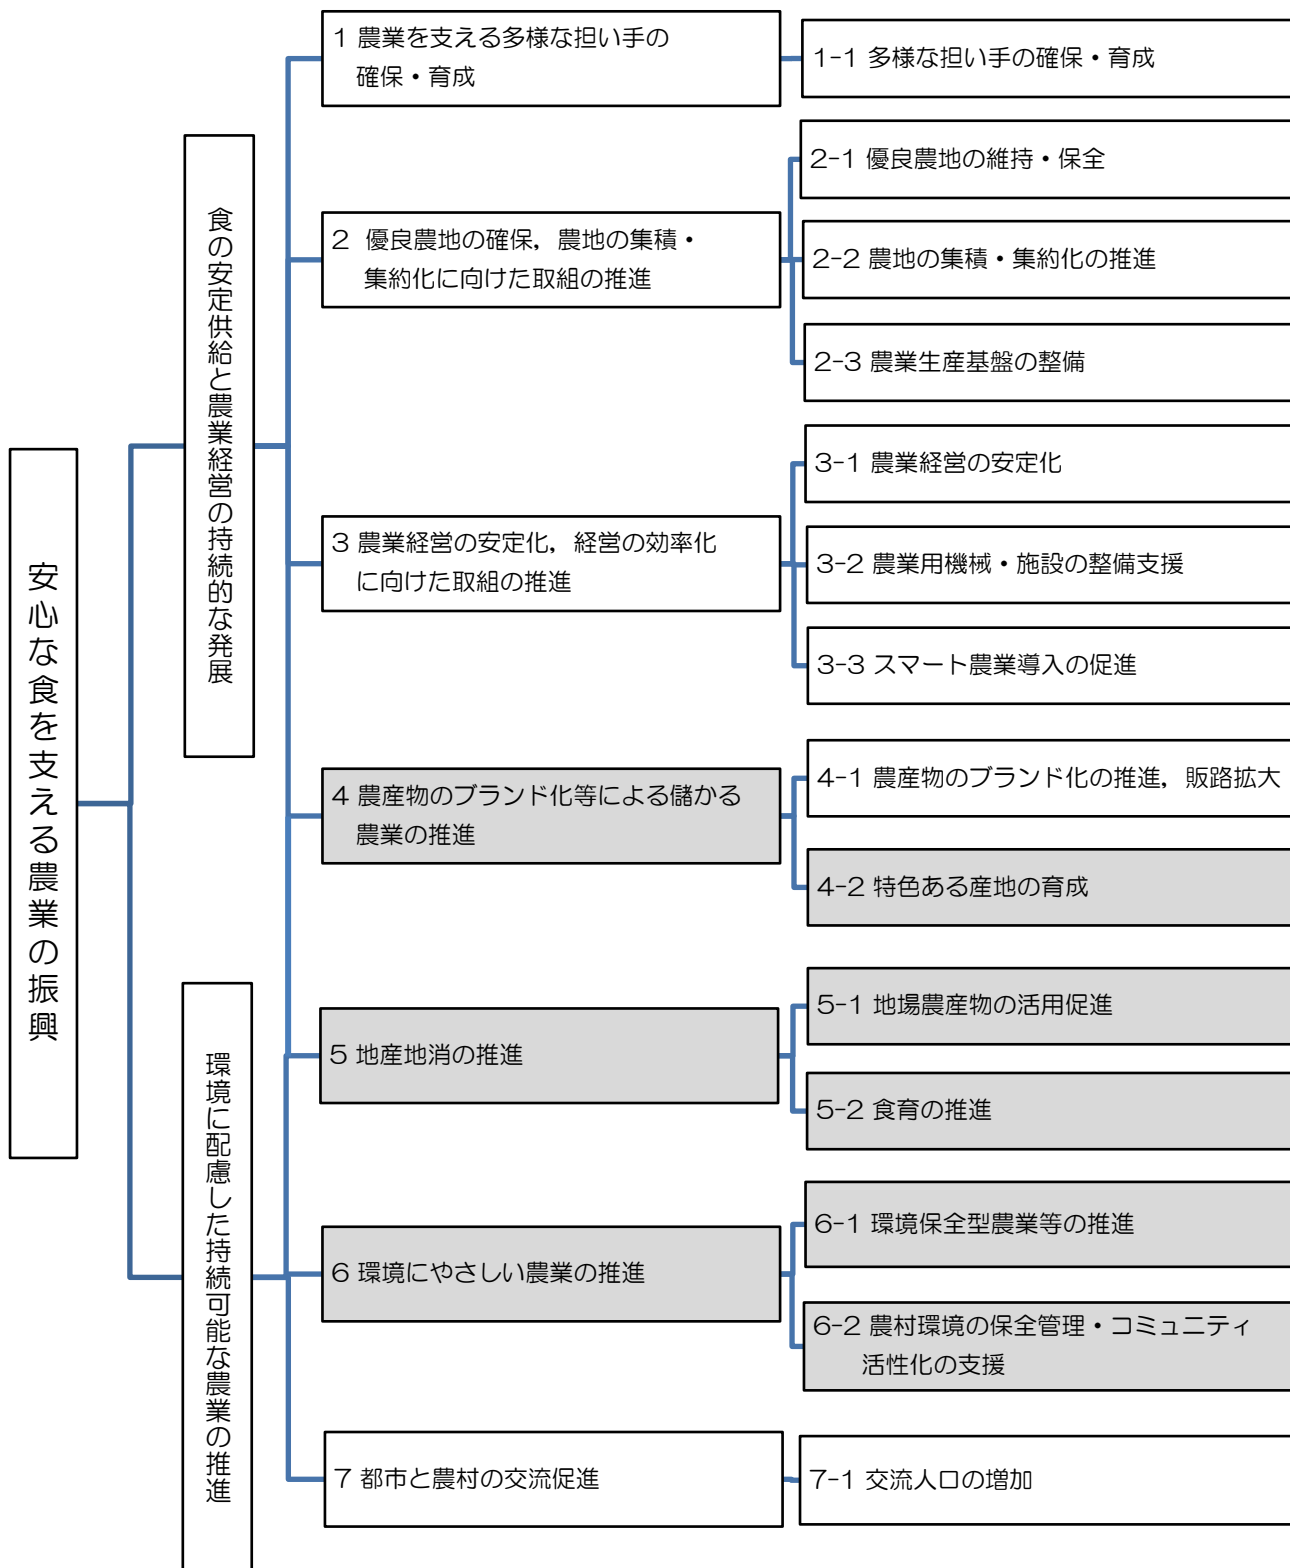 安心な食を支える農業の振興
食の安定供給と農業経営の持続的な発展
1 農業を支える多様な担い手の
確保・育成
1-1 多様な担い手の確保・育成
2 優良農地の確保，農地の集積・
集約化に向けた取組の推進
2-1 優良農地の維持・保全
2-2 農地の集積・集約化の推進
2-3 農業生産基盤の整備
3 農業経営の安定化，経営の効率化
に向けた取組の推進
3-1 農業経営の安定化
3-2 農業用機械・施設の整備支援
3-3 スマート農業導入の促進
4 農産物のブランド化等による儲かる
農業の推進
4-1 農産物のブランド化の推進，販路拡大
4-2 特色ある産地の育成
環境に配慮した持続可能な農業の推進
5 地産地消の推進
5-1 地場農産物の活用促進
5-2 食育の推進
6 環境にやさしい農業の推進
6-1 環境保全型農業等の推進
6-2 農村環境の保全管理・コミュニティ
活性化の支援
7 都市と農村の交流促進
7-1 交流人口の増加